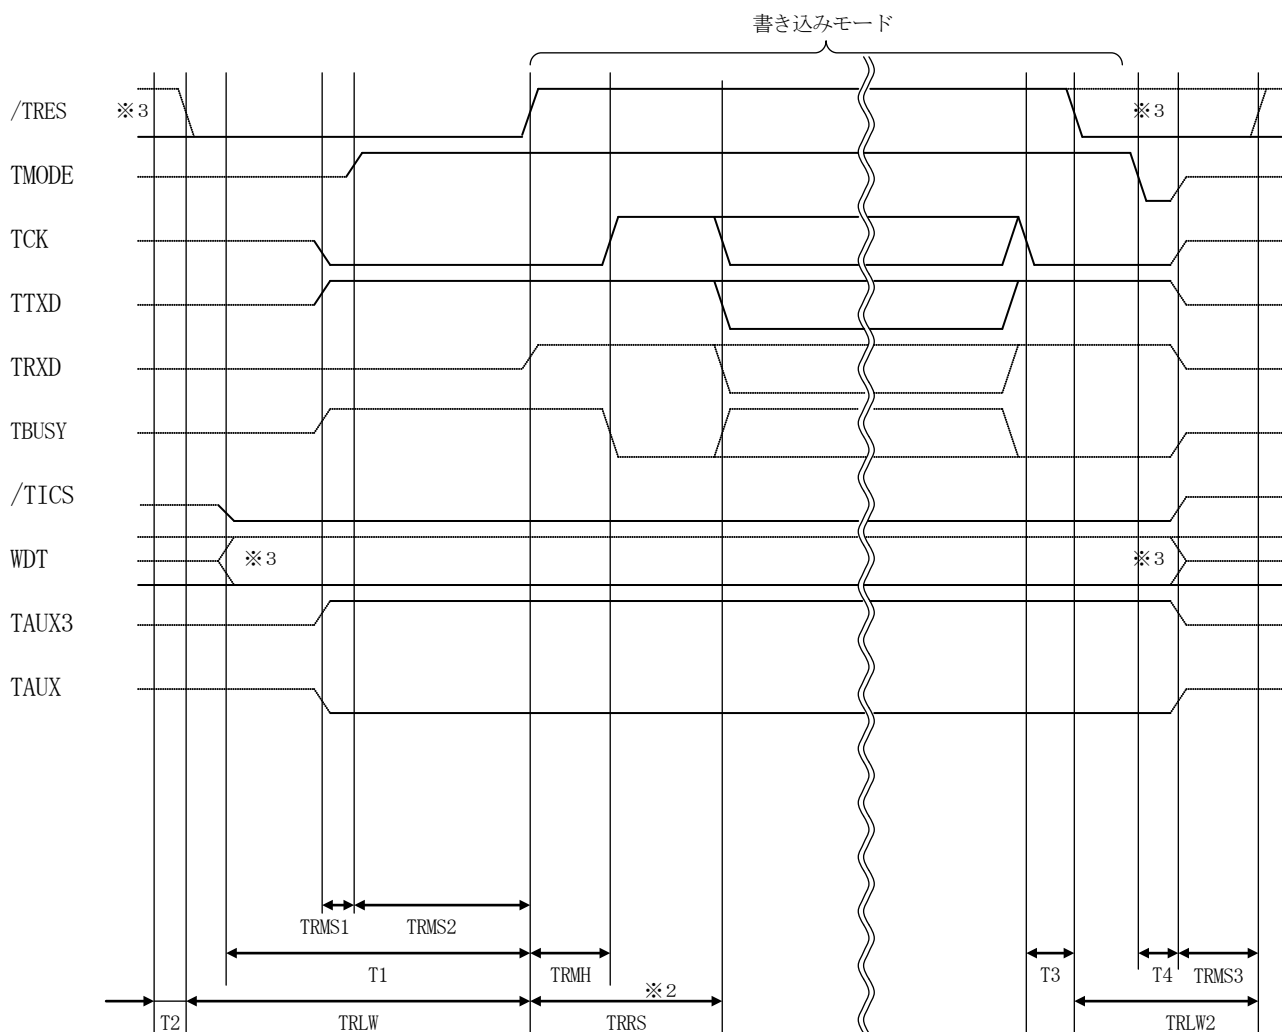 書き込みモード
/TRES ※3 ※3
TMODE
TCK
TTXD
TRXD
TBUSY
/TICS
WDT ※3 ※3
TAUX3
TAUX
TRMS1 TRMS2
T1 TRMH T3 T4 TRMS3
※2
T2 TRLW TRRS TRLW2